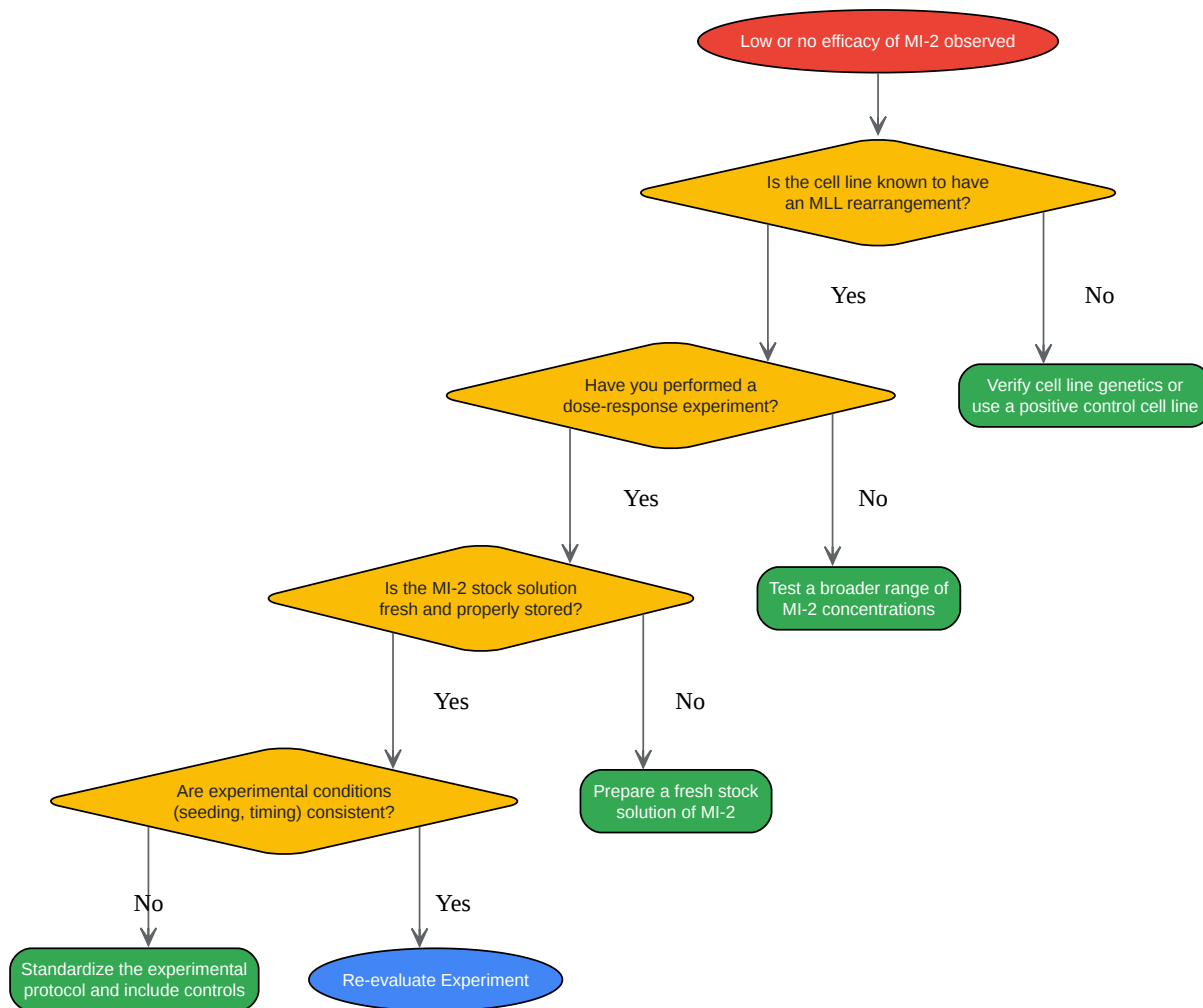 Low or no efficacy of MI-2 observed
Is the cell line known to have
an MLL rearrangement?
Yes
No
Have you performed a
dose-response experiment?
Verify cell line genetics or
use a positive control cell line
Yes
No
Is the MI-2 stock solution
fresh and properly stored?
Test a broader range of
MI-2 concentrations
Yes
No
Are experimental conditions
(seeding, timing) consistent?
Prepare a fresh stock
solution of MI-2
No
Yes
Standardize the experimental
protocol and include controls
Re-evaluate Experiment